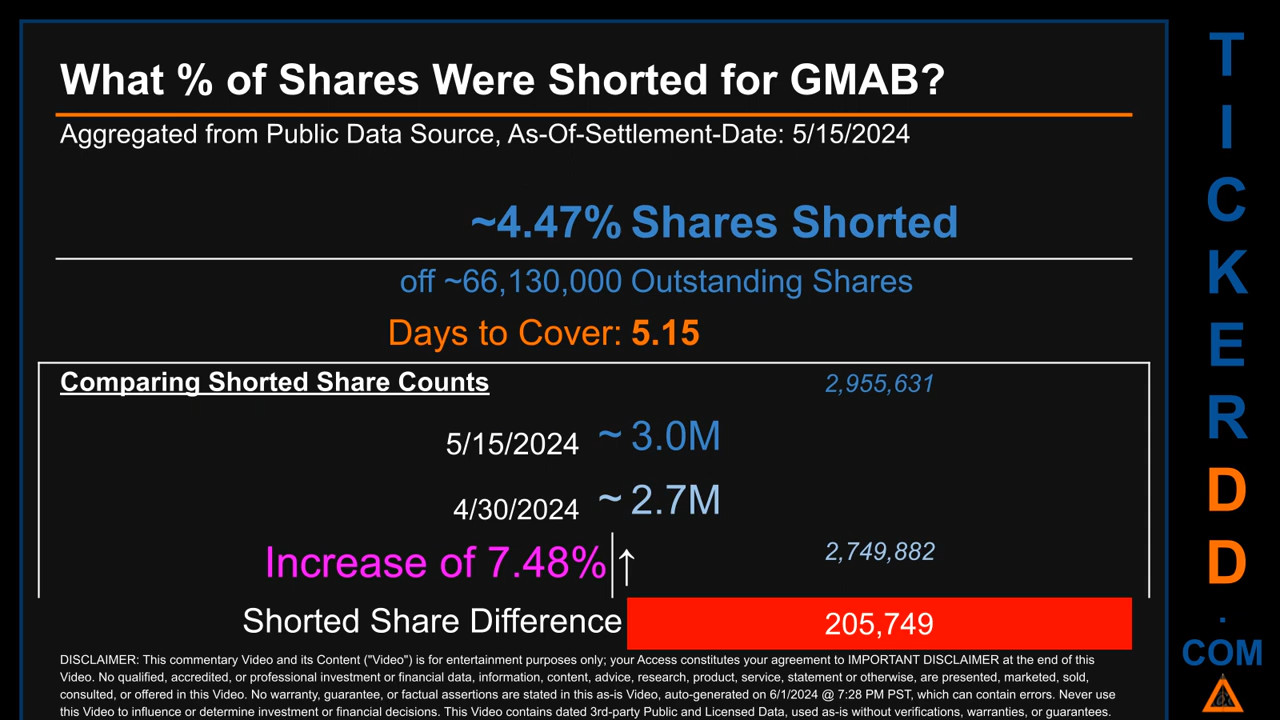 What % of Shares Were Shorted for GMAB?
Aggregated from Public Data Source, As-Of-Settlement-Date: 5/15/2024
~4.47% Shares Shorted
off ~66,130,000 Outstanding Shares
Days to Cover: 5.15
Comparing Shorted Share Counts
2,955,631
5/15/2024 ~ 3.0M
4/30/2024 ~ 2.7M
Increase of 7.48% ↑
2,749,882
Shorted Share Difference 205,749
DISCLAIMER: This commentary Video and its Content ("Video") is for entertainment purposes only; your Access constitutes your agreement to IMPORTANT DISCLAIMER at the end of this
Video. No qualified, accredited, or professional investment or financial data, information, content, advice, research, product, service, statement or otherwise, are presented, marketed, sold,
consulted, or offered in this Video. No warranty, guarantee, or factual assertions are stated in this as-is Video, auto-generated on 6/1/2024 @ 7:28 PM PST, which can contain errors. Never use
this Video to influence or determine investment or financial decisions. This Video contains dated 3rd-party Public and Licensed Data, used as-is without verifications, warranties, or guarantees.
T
I
C
K
E
R
D
D
.
COM